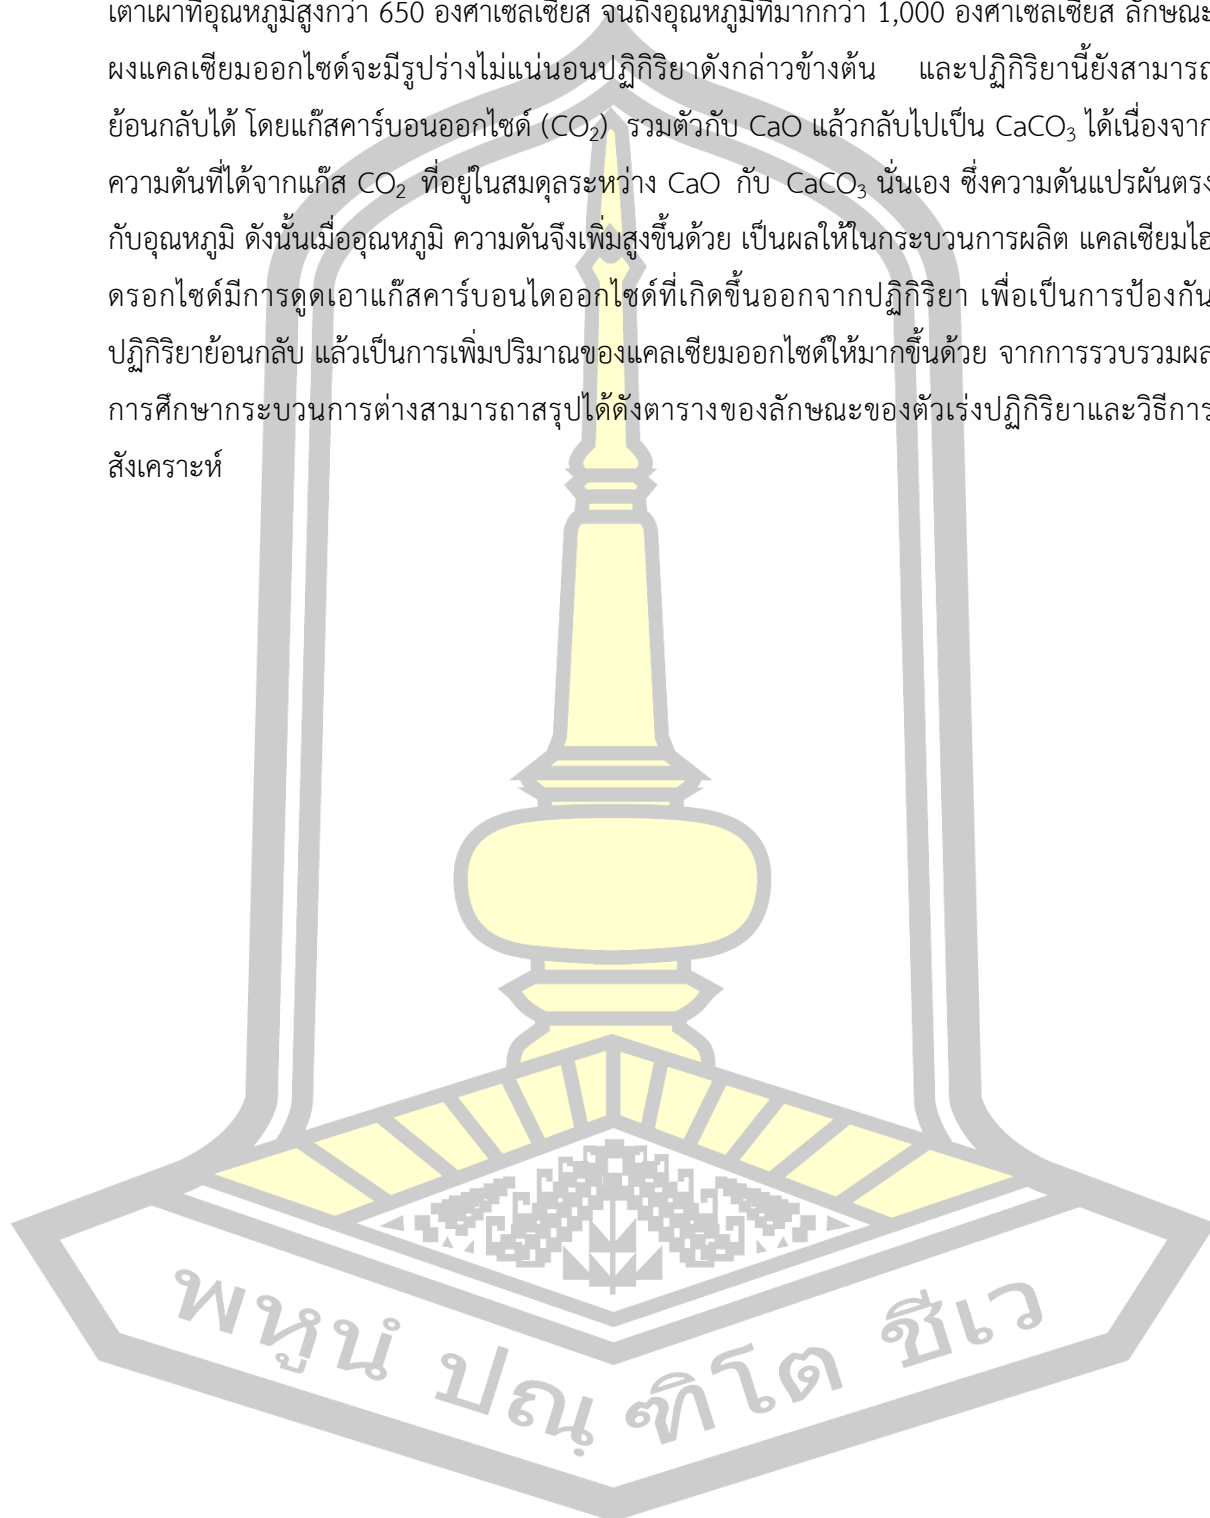 เตาเผาที่อุณหภูมิสูงกว่า 650 องศาเซลเซียส จนถึงอุณหภูมิที่มากกว่า 1,000 องศาเซลเซียส ลักษณะ
ผงแคลเซียมออกไซด์จะมีรูปร่างไม่แน่นอนปฏิกิริยาดังกล่าวข้างต้น และปฏิกิริยานี้ยังสามารถ
ย้อนกลับได้ โดยแก๊สคาร์บอนออกไซด์ (CO₂) รวมตัวกับ CaO แล้วกลับไปเป็น CaCO₃ ได้เนื่องจาก
ความดันที่ได้จากแก๊ส CO₂ ที่อยู่ในสมดุลระหว่าง CaO กับ CaCO₃ นั่นเอง ซึ่งความดันแปรผันตรง
กับอุณหภูมิ ดังนั้นเมื่ออุณหภูมิ ความดันจึงเพิ่มสูงขึ้นด้วย เป็นผลให้ในกระบวนการผลิต แคลเซียมไฮ
ดรอกไซด์มีการดูดเอาแก๊สคาร์บอนไดออกไซด์ที่เกิดขึ้นออกจากปฏิกิริยา เพื่อเป็นการป้องกัน
ปฏิกิริยาย้อนกลับ แล้วเป็นการเพิ่มปริมาณของแคลเซียมออกไซด์ให้มากขึ้นด้วย จากการรวบรวมผล
การศึกษากระบวนการต่างสามารถาสรุปได้ดังตารางของลักษณะของตัวเร่งปฏิกิริยาและวิธีการ
สังเคราะห์
พหูนํ ปณฺฑิโต ชีเว